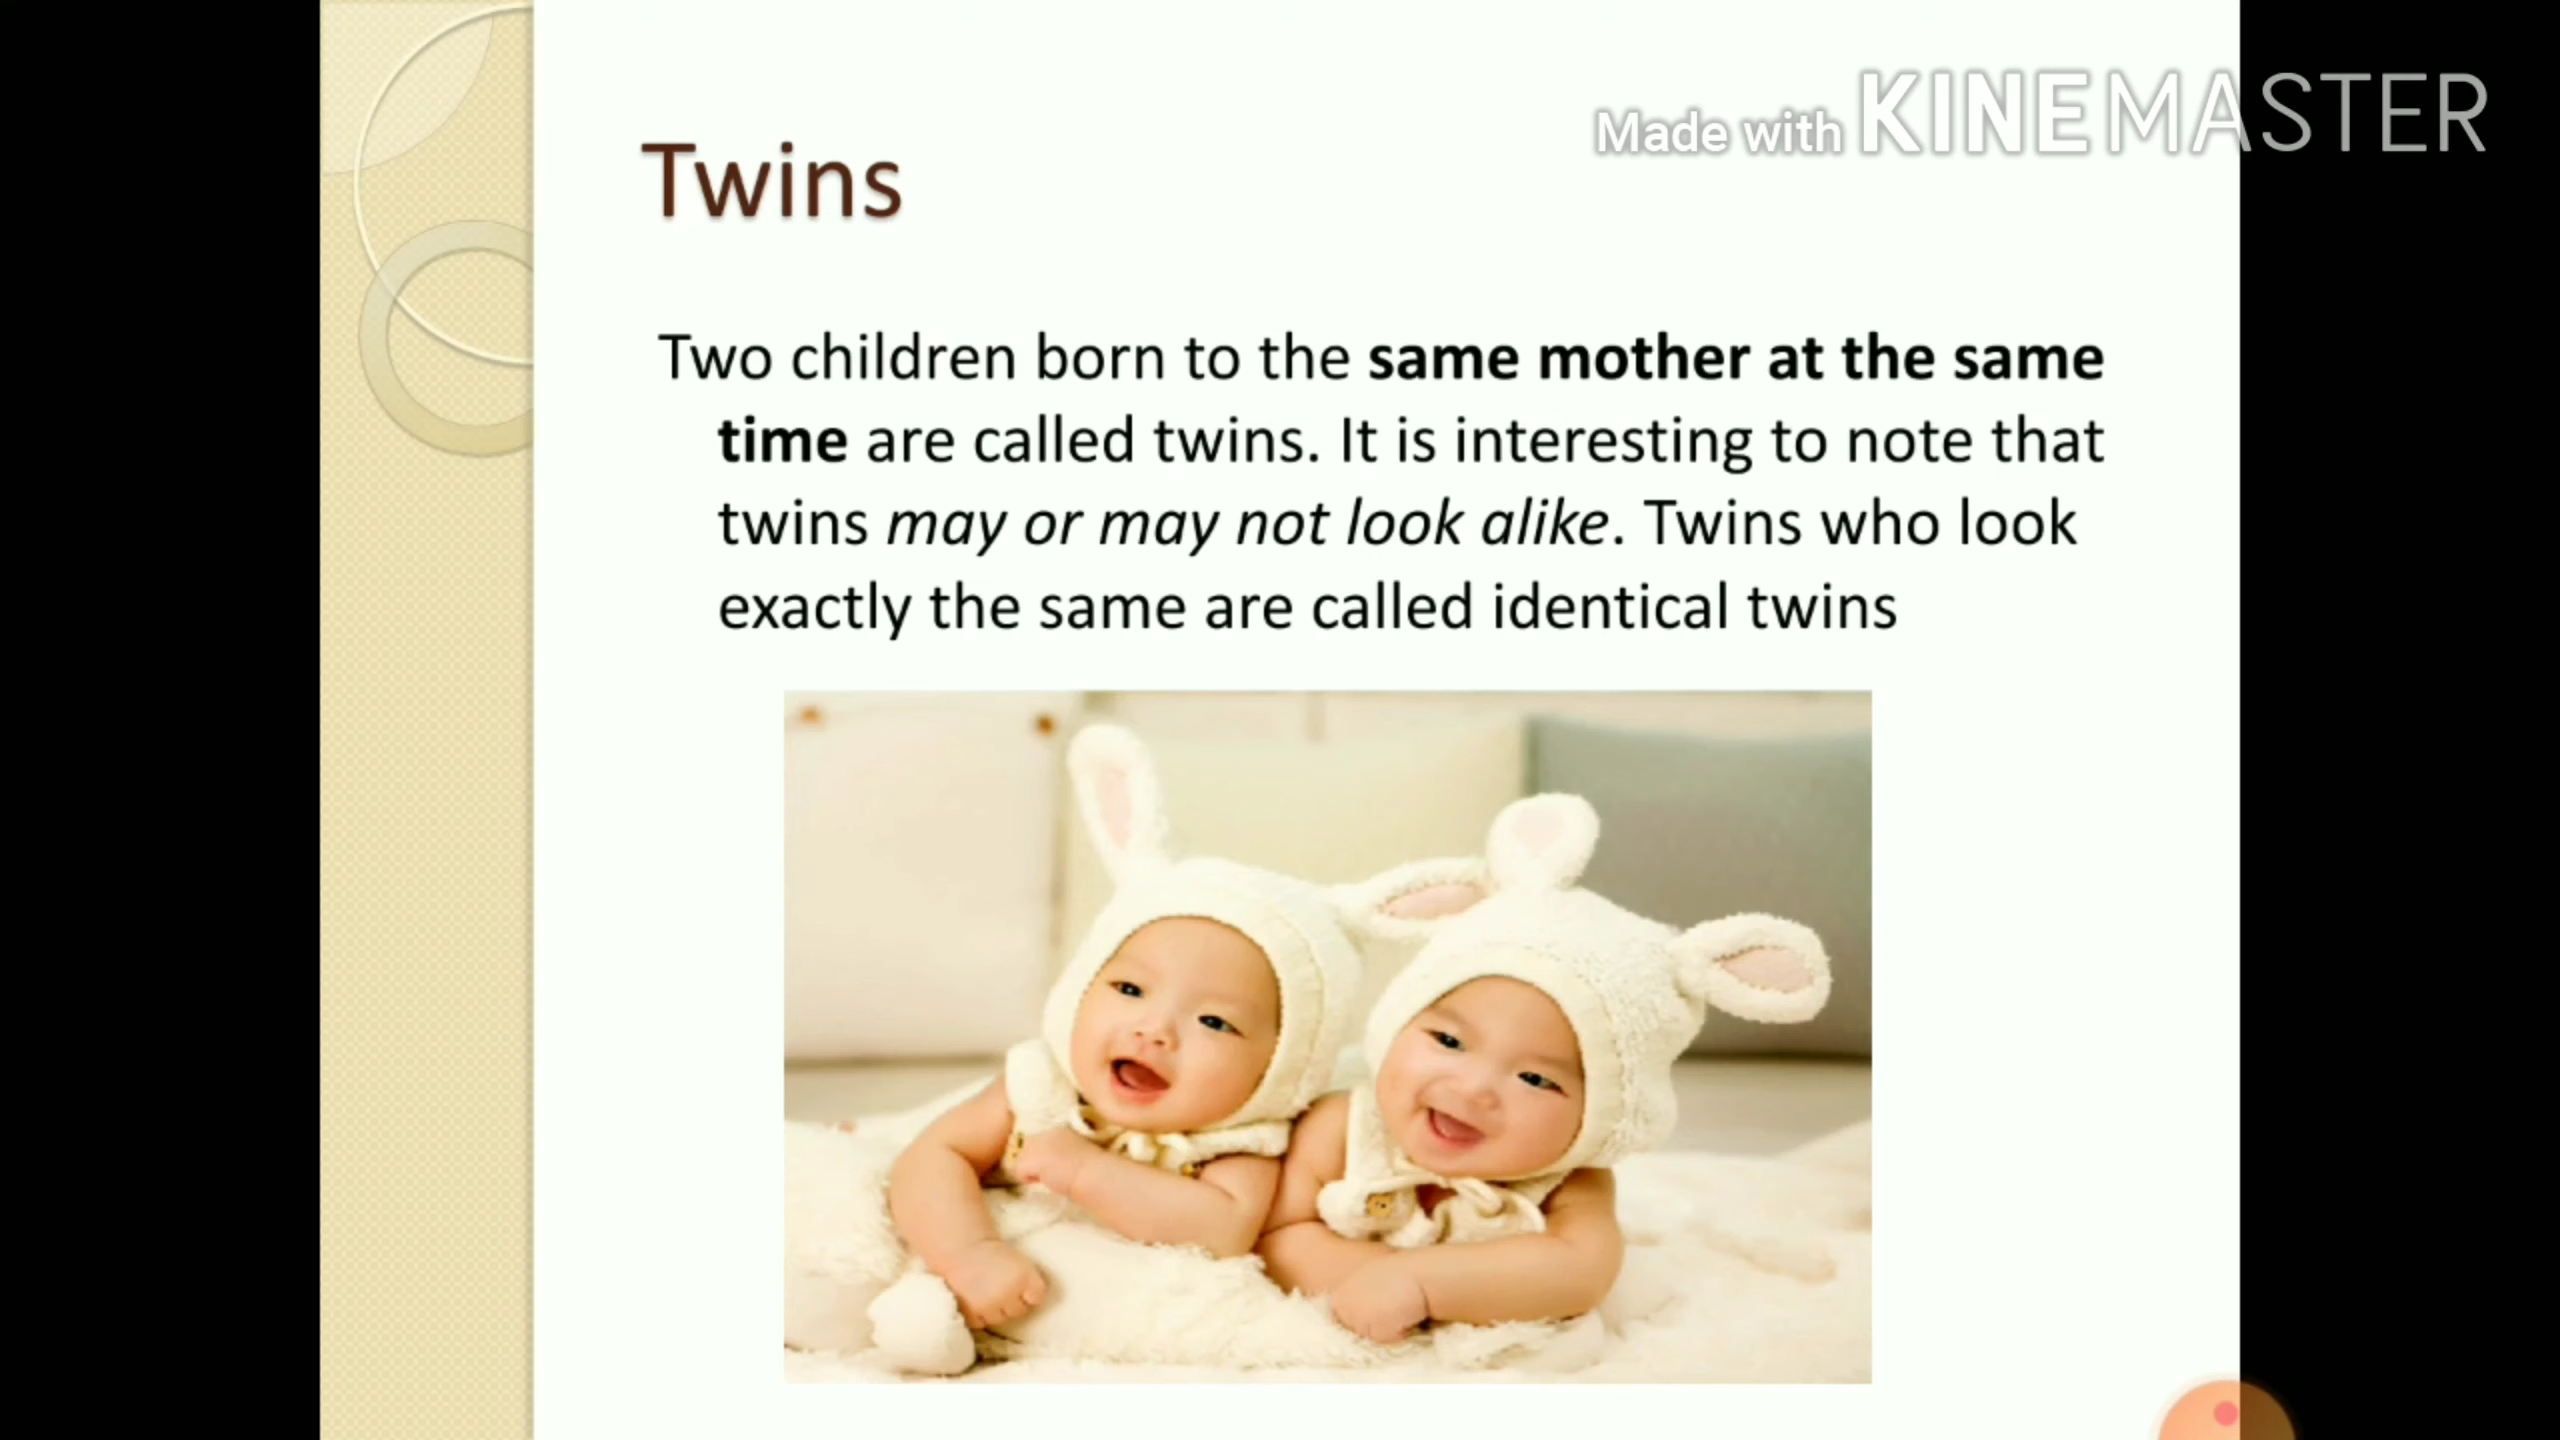 Made with KINEMASTER
Twins
Two children born to the same mother at the same
time are called twins. It is interesting to note that
twins may or may not look alike. Twins who look
exactly the same are called identical twins